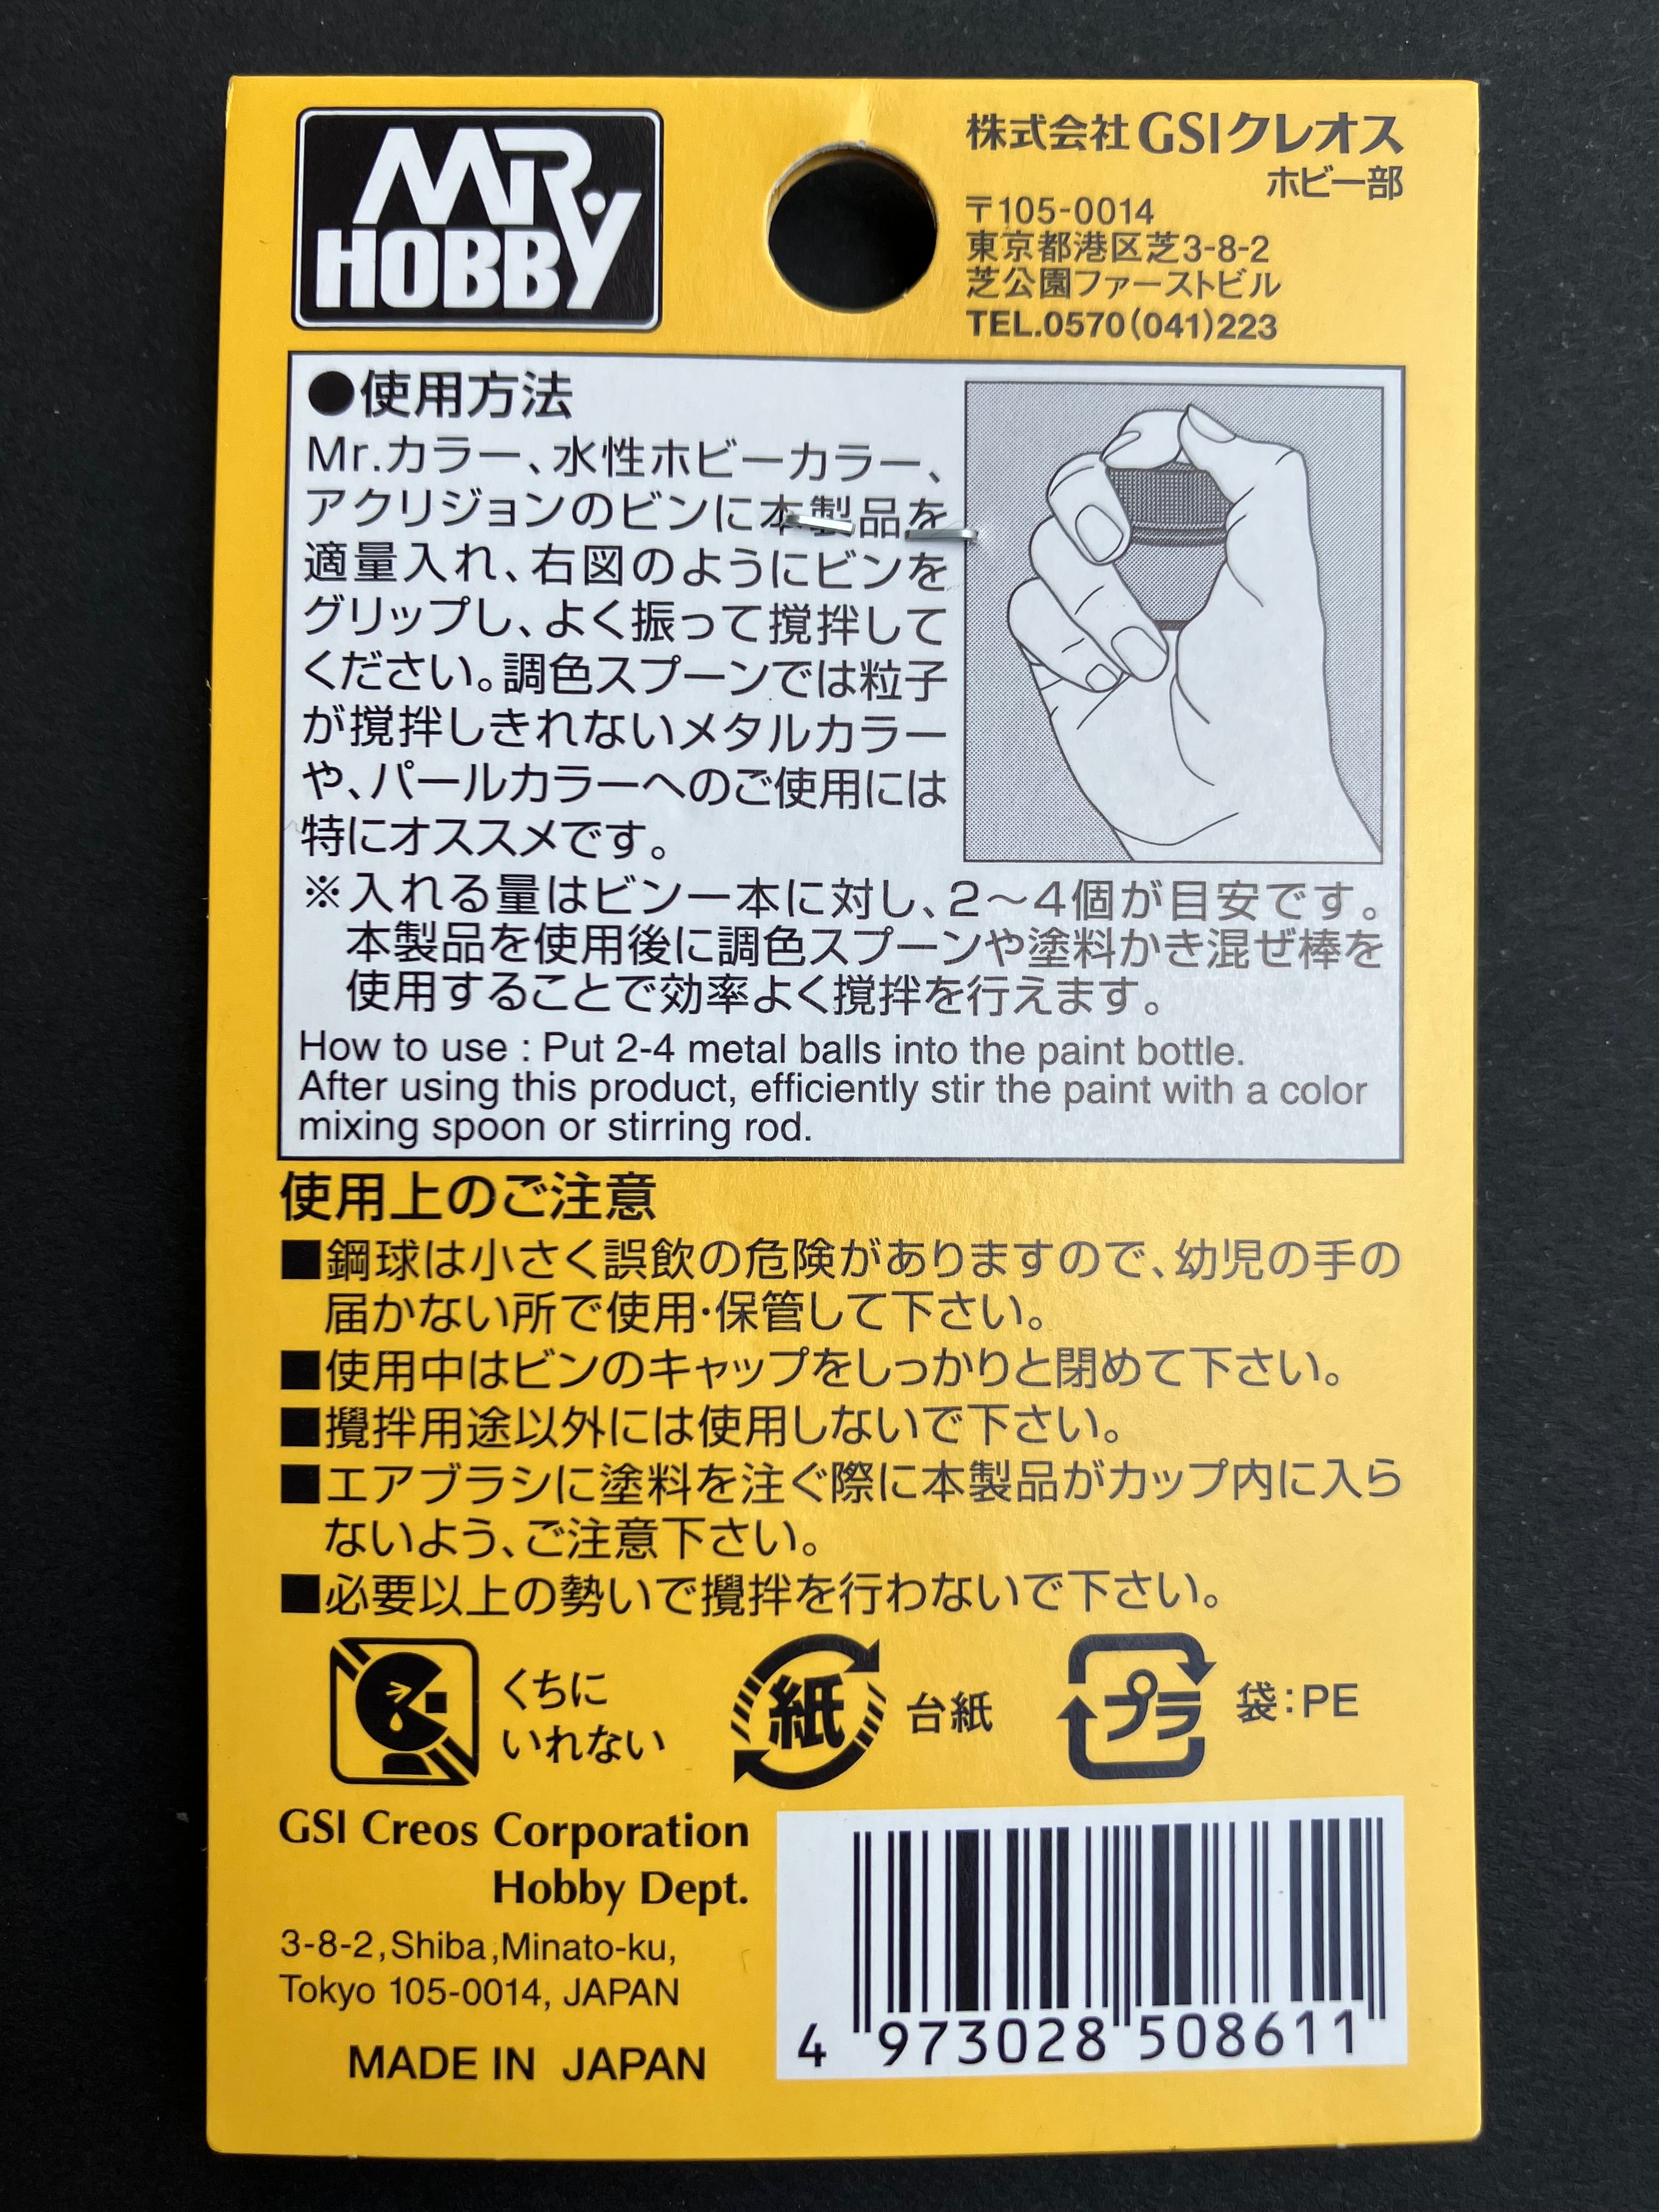 MR. HOBBY
株式会社GSIクレオス
ホビー部
〒105-0014
東京都港区芝3-8-2
芝公園ファーストビル
TEL.0570(041)223
●使用方法
Mr.カラー、水性ホビーカラー、
アクリジョンのビンに本製品を
適量入れ、右図のようにビンを
グリップし、よく振って撹拌して
ください。調色スプーンでは粒子
が撹拌しきれないメタルカラー
や、パールカラーへのご使用には
特にオススメです。
※入れる量はビン一本に対し、2〜4個が目安です。
本製品を使用後に調色スプーンや塗料かき混ぜ棒を
使用することで効率よく撹拌を行えます。
How to use : Put 2-4 metal balls into the paint bottle.
After using this product, efficiently stir the paint with a color
mixing spoon or stirring rod.
使用上のご注意
■鋼球は小さく誤飲の危険がありますので、幼児の手の
届かない所で使用・保管して下さい。
■使用中はビンのキャップをしっかりと閉めて下さい。
■攪拌用途以外には使用しないで下さい。
■エアブラシに塗料を注ぐ際に本製品がカップ内に入ら
ないよう、ご注意下さい。
■必要以上の勢いで攪拌を行わないで下さい。
くちに
いれない
紙
台紙
プラ
袋:PE
GSI Creos Corporation
Hobby Dept.
3-8-2,Shiba,Minato-ku,
Tokyo 105-0014, JAPAN
MADE IN JAPAN
4 973028 508611